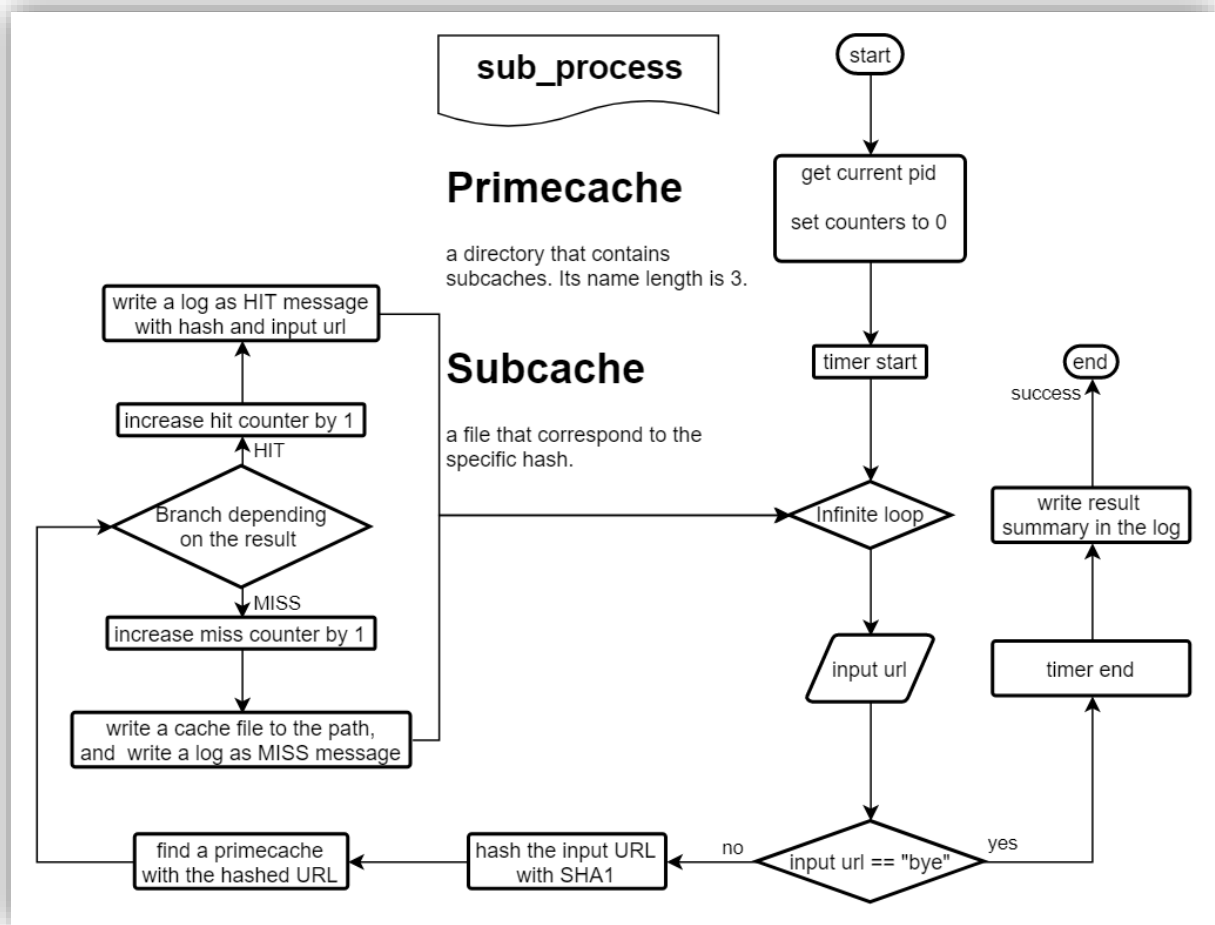 sub_process
start
get current pid
set counters to 0
Primecache
a directory that contains
subcaches. Its name length is 3.
write a log as HIT message
with hash and input url
timer start
Subcache
end
success
increase hit counter by 1
a file that correspond to the
specific hash.
HIT
Branch depending
on the result
Infinite loop
write result
summary in the log
MISS
increase miss counter by 1
input url
timer end
write a cache file to the path,
and  write a log as MISS message
find a primecache
with the hashed URL
hash the input URL
with SHA1
no
input url == "bye"
yes